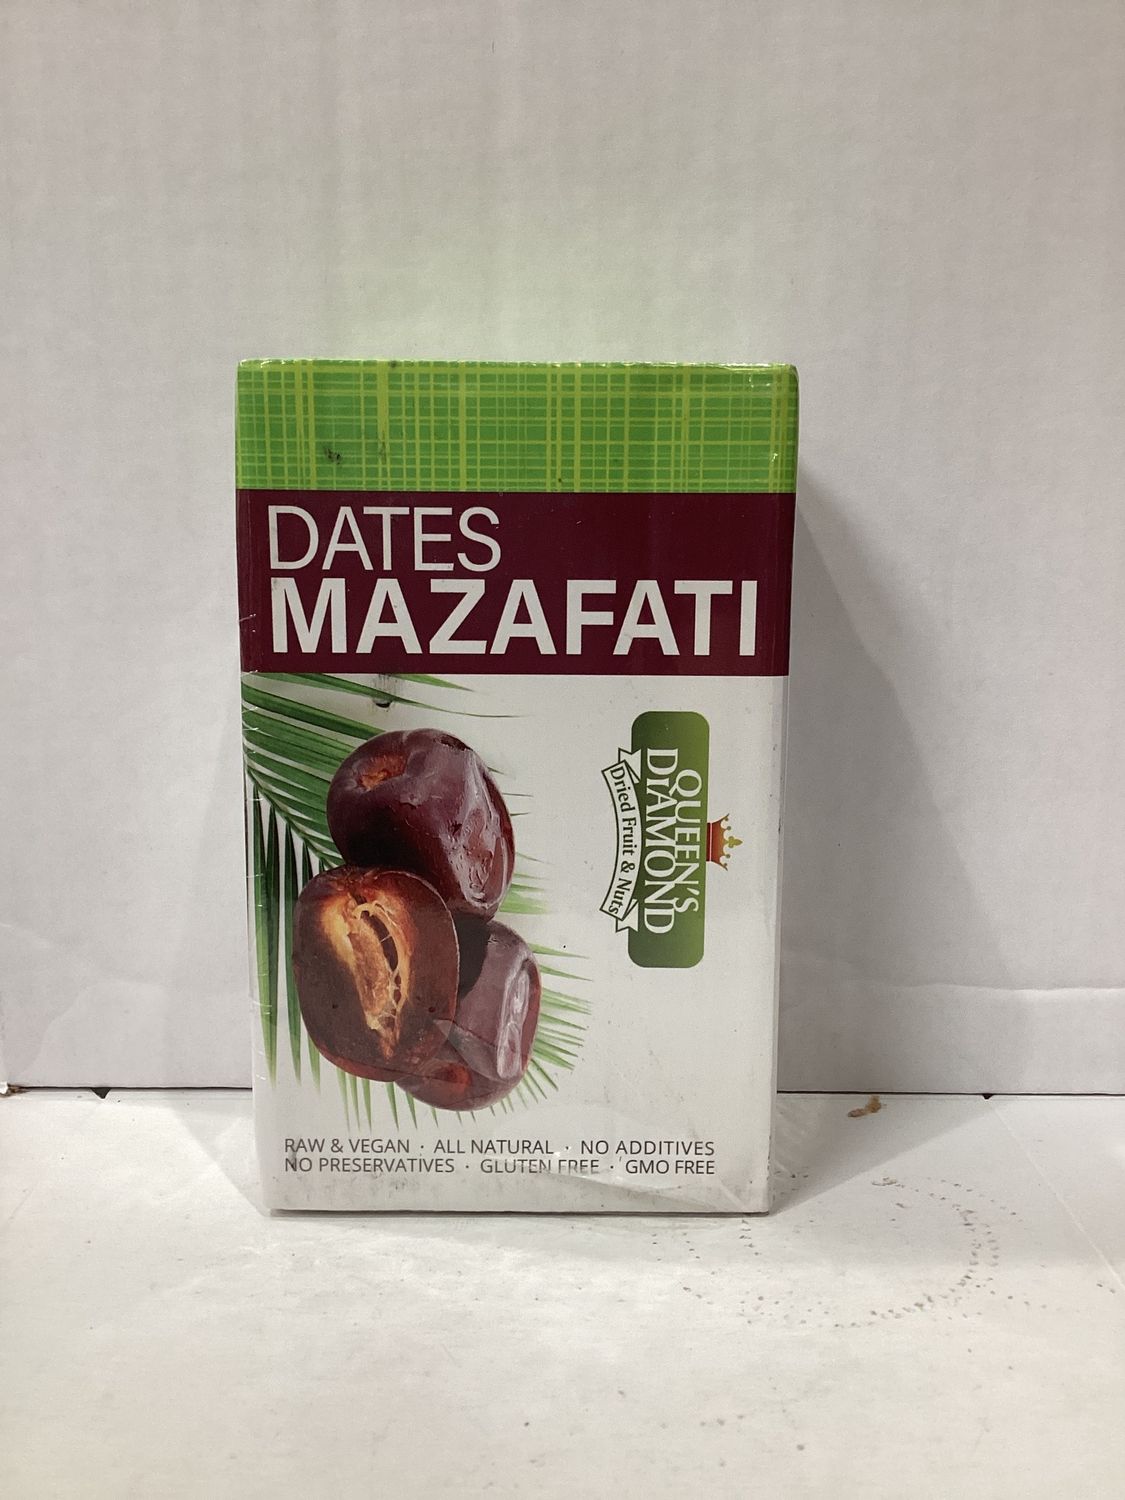 DATES
MAZAFATI
QUEEN'S
DIAMOND
Dried Fruit & Nuts
RAW & VEGAN · ALL NATURAL · NO ADDITIVES
NO PRESERVATIVES · GLUTEN FREE · GMO FREE